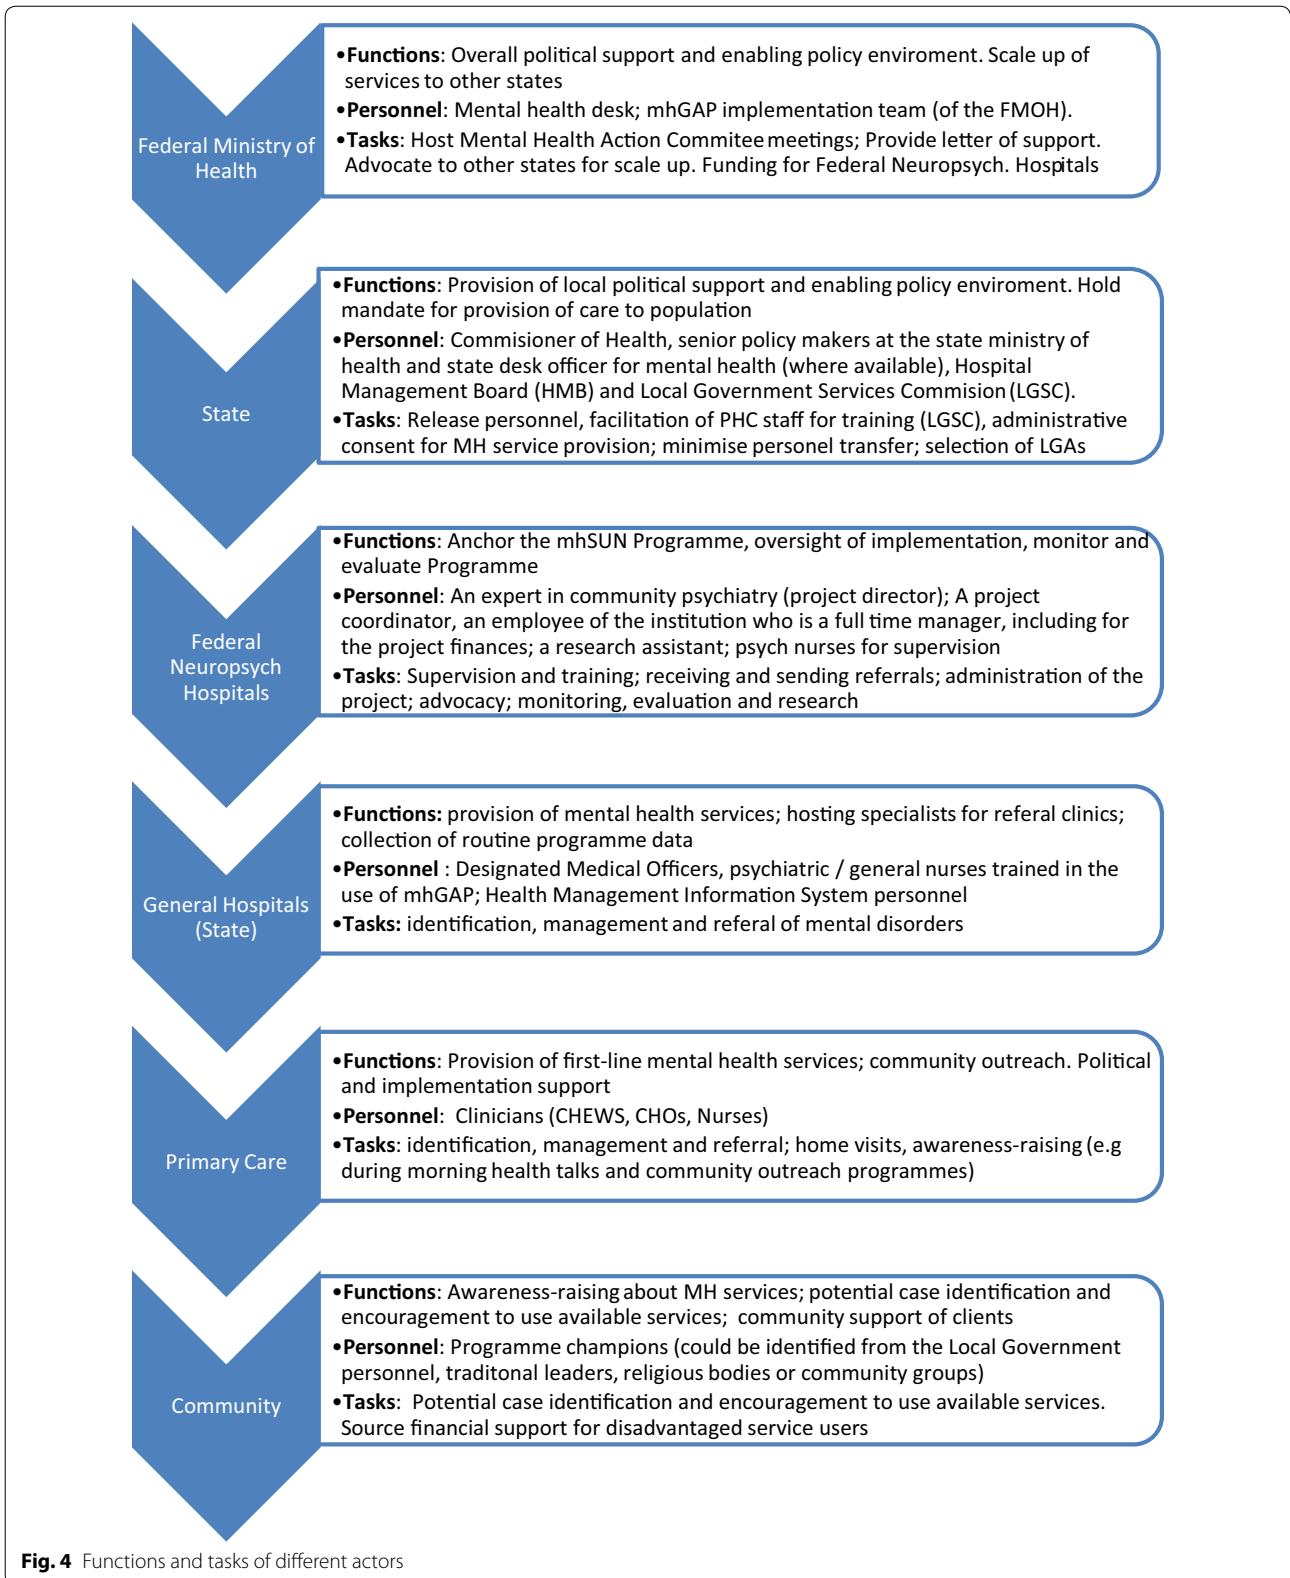 Federal Ministry of
Health
•Functions: Overall political support and enabling policy enviroment. Scale up of
services to other states
•Personnel: Mental health desk; mhGAP implementation team (of the FMOH).
•Tasks: Host Mental Health Action Commitee meetings; Provide letter of support.
Advocate to other states for scale up. Funding for Federal Neuropsych. Hospitals
State
•Functions: Provision of local political support and enabling policy enviroment. Hold
mandate for provision of care to population
•Personnel: Commisioner of Health, senior policy makers at the state ministry of
health and state desk officer for mental health (where available), Hospital
Management Board (HMB) and Local Government Services Commision (LGSC).
•Tasks: Release personnel, facilitation of PHC staff for training (LGSC), administrative
consent for MH service provision; minimise personel transfer; selection of LGAs
Federal
Neuropsych
Hospitals
•Functions: Anchor the mhSUN Programme, oversight of implementation, monitor and
evaluate Programme
•Personnel: An expert in community psychiatry (project director); A project
coordinator, an employee of the institution who is a full time manager, including for
the project finances; a research assistant; psych nurses for supervision
•Tasks: Supervision and training; receiving and sending referrals; administration of the
project; advocacy; monitoring, evaluation and research
General Hospitals
(State)
•Functions: provision of mental health services; hosting specialists for referal clinics;
collection of routine programme data
•Personnel : Designated Medical Officers, psychiatric / general nurses trained in the
use of mhGAP; Health Management Information System personnel
•Tasks: identification, management and referal of mental disorders
Primary Care
•Functions: Provision of first-line mental health services; community outreach. Political
and implementation support
•Personnel: Clinicians (CHEWS, CHOs, Nurses)
•Tasks: identification, management and referral; home visits, awareness-raising (e.g
during morning health talks and community outreach programmes)
Community
•Functions: Awareness-raising about MH services; potential case identification and
encouragement to use available services; community support of clients
•Personnel: Programme champions (could be identified from the Local Government
personnel, traditonal leaders, religious bodies or community groups)
•Tasks: Potential case identification and encouragement to use available services.
Source financial support for disadvantaged service users
Fig. 4 Functions and tasks of different actors